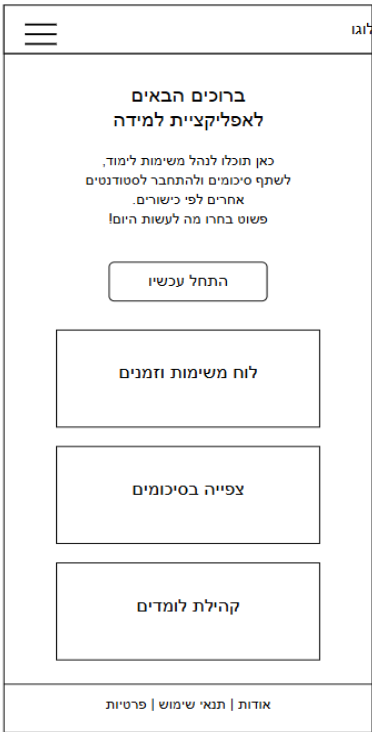 לוגו
ברוכים הבאים
לאפליקציית למידה
כאן תוכלו לנהל משימות לימוד,
לשתף סיכומים ולהתחבר לסטודנטים
אחרים לפי כישורים.
פשוט בחרו מה לעשות היום!
התחל עכשיו
לוח משימות וזמנים
צפייה בסיכומים
קהילת לומדים
אודות | תנאי שימוש | פרטיות